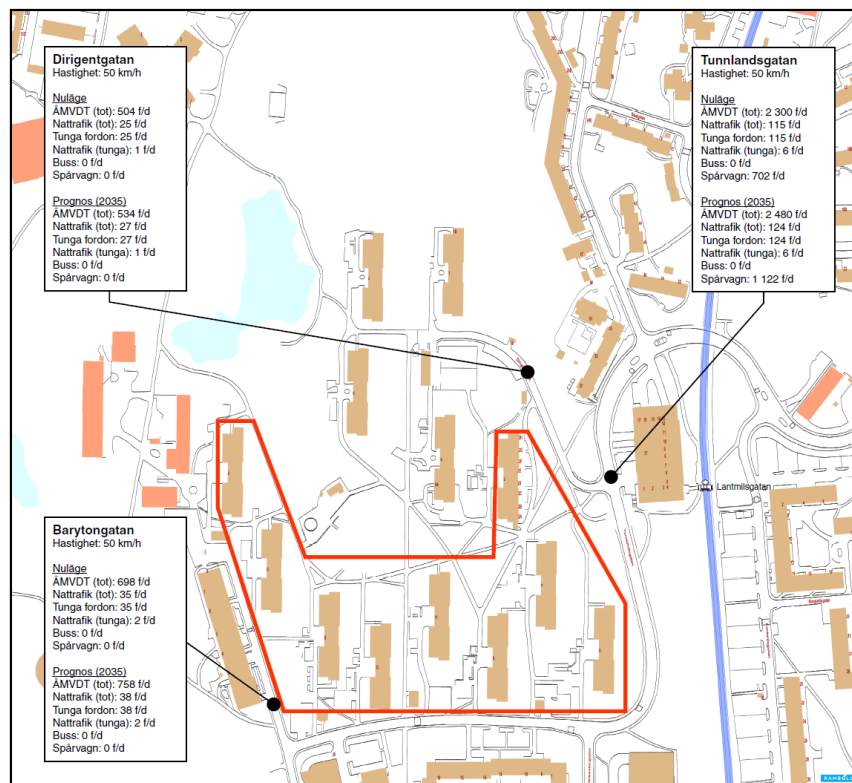 Dirigentgatan
Hastighet: 50 km/h
Nuläge
ÅMVDT (tot): 504 f/d
Nattrafik (tot): 25 f/d
Tunga fordon: 25 f/d
Nattrafik (tunga): 1 f/d
Buss: 0 f/d
Spårvagn: 0 f/d
Prognos (2035)
ÅMVDT (tot): 534 f/d
Nattrafik (tot): 27 f/d
Tunga fordon: 27 f/d
Nattrafik (tunga): 1 f/d
Buss: 0 f/d
Spårvagn: 0 f/d
Tunnlandsgatan
Hastighet: 50 km/h
Nuläge
ÅMVDT (tot): 2 300 f/d
Nattrafik (tot): 115 f/d
Tunga fordon: 115 f/d
Nattrafik (tunga): 6 f/d
Buss: 0 f/d
Spårvagn: 702 f/d
Prognos (2035)
ÅMVDT (tot): 2 480 f/d
Nattrafik (tot): 124 f/d
Tunga fordon: 124 f/d
Nattrafik (tunga): 6 f/d
Buss: 0 f/d
Spårvagn: 1 122 f/d
Lantmilsgatan
Barytongatan
Hastighet: 50 km/h
Nuläge
ÅMVDT (tot): 698 f/d
Nattrafik (tot): 35 f/d
Tunga fordon: 35 f/d
Nattrafik (tunga): 2 f/d
Buss: 0 f/d
Spårvagn: 0 f/d
Prognos (2035)
ÅMVDT (tot): 758 f/d
Nattrafik (tot): 38 f/d
Tunga fordon: 38 f/d
Nattrafik (tunga): 2 f/d
Buss: 0 f/d
Spårvagn: 0 f/d
RAMBOLL